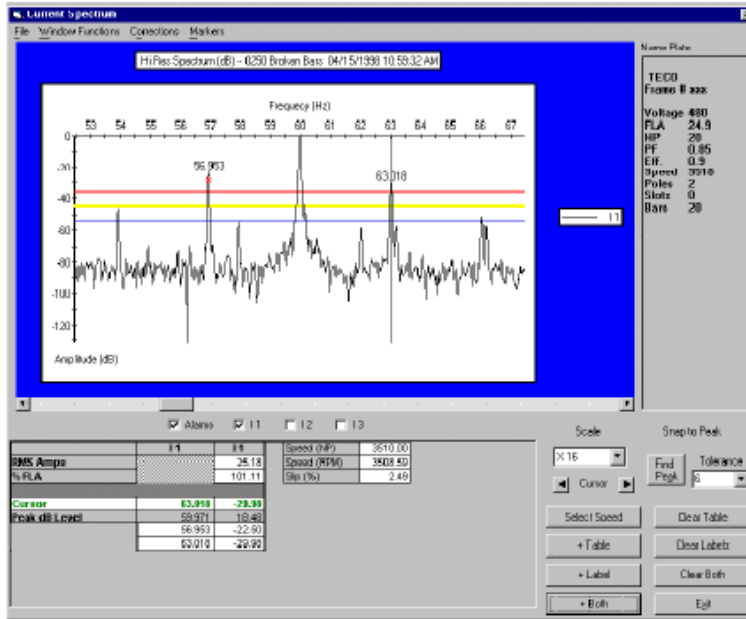 Current Spectrum
File Window Functions Corrections Markers
Hi Res Spectrum (dB) - 0250 Broken Bars 04/15/1998 10:59:32 AM
Name Plate
TECO
Frame # xxx
Voltage 480
FLA 24.9
HP 20
PF 0.85
Eff. 0.9
Speed 3510
Poles 2
Slots 0
Bars 20
Frequecy (Hz)
53 54 55 56 57 58 59 60 61 62 63 64 65 66 67
0
-20
-40
-60
-80
-100
-120
56.953
63.018
I1
Amplitude (dB)
Alarms I1 I2 I3
Scale
Snap to Peak
X 16
Find Peak
Tolerance
6
Cursor
I1 I1
RMS Amps 25.18
% FLA 101.11
Cursor 63.018 -29.98
Peak dB Level 59.971 18.48
56.953 -22.60
63.018 -29.98
Speed (NP) 3510.00
Speed (RPM) 3508.59
Slip (%) 2.49
Select Speed
Clear Table
+ Table
Clear Labels
+ Label
Clear Both
+ Both
Exit